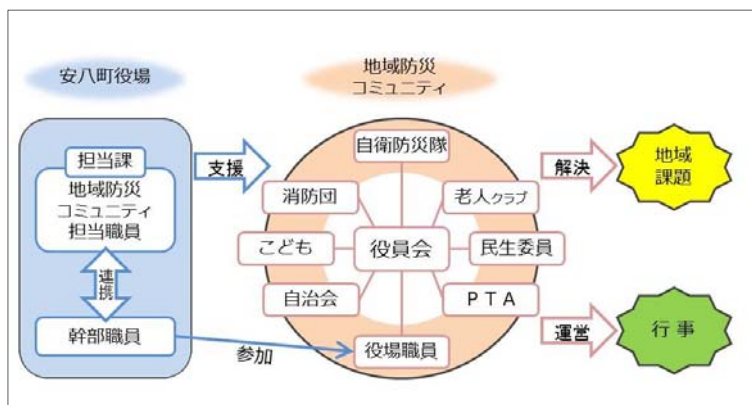 安八町役場
地域防災
コミュニティ
担当課
地域防災
コミュニティ
担当職員
連携
幹部職員
支援
参加
自衛防災隊
消防団
老人クラブ
こども
役員会
民生委員
自治会
PTA
役場職員
解決
地域
課題
運営
行事